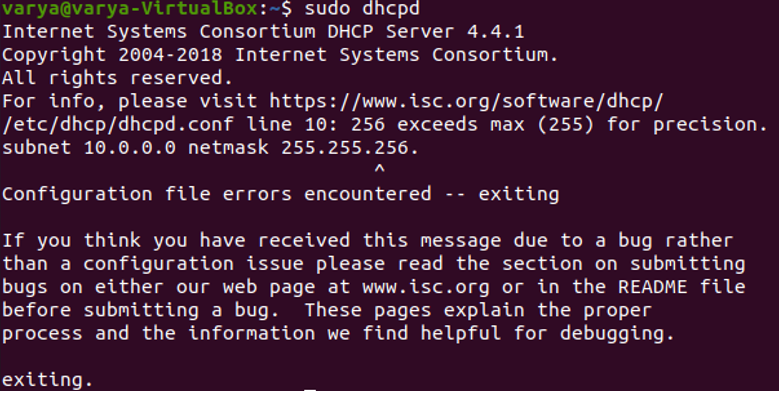 varya@varya-VirtualBox:~$ sudo dhcpd
Internet Systems Consortium DHCP Server 4.4.1
Copyright 2004-2018 Internet Systems Consortium.
All rights reserved.
For info, please visit https://www.isc.org/software/dhcp/
/etc/dhcp/dhcpd.conf line 10: 256 exceeds max (255) for precision.
subnet 10.0.0.0 netmask 255.255.256.
^
Configuration file errors encountered -- exiting
If you think you have received this message due to a bug rather
than a configuration issue please read the section on submitting
bugs on either our web page at www.isc.org or in the README file
before submitting a bug.  These pages explain the proper
process and the information we find helpful for debugging.
exiting.